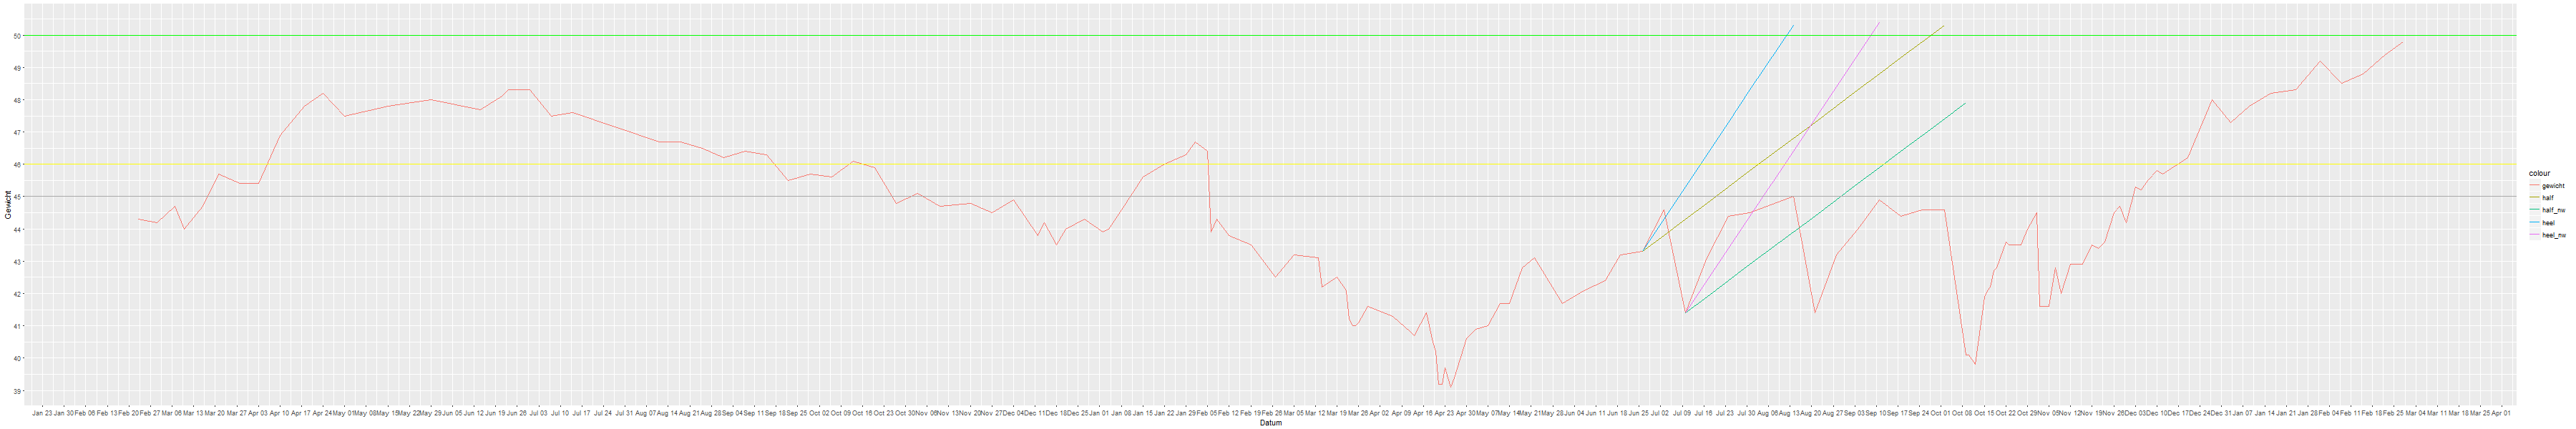 50
49
48
47
46
45
44
43
42
41
40
39
Gewicht
Jan 23 Jan 30 Feb 06 Feb 13 Feb 20 Feb 27 Mar 06 Mar 13 Mar 20 Mar 27 Apr 03 Apr 10 Apr 17 Apr 24 May 01 May 08 May 15 May 22 May 29 Jun 05 Jun 12 Jun 19 Jun 26 Jul 03 Jul 10 Jul 17 Jul 24 Jul 31 Aug 07 Aug 14 Aug 21 Aug 28 Sep 04 Sep 11 Sep 18 Sep 25 Oct 02 Oct 09 Oct 16 Oct 23 Oct 30 Nov 06 Nov 13 Nov 20 Nov 27 Dec 04 Dec 11 Dec 18 Dec 25 Jan 01 Jan 08 Jan 15 Jan 22 Jan 29 Feb 05 Feb 12 Feb 19 Feb 26 Mar 05 Mar 12 Mar 19 Mar 26 Apr 02 Apr 09 Apr 16 Apr 23 Apr 30 May 07 May 14 May 21 May 28 Jun 04 Jun 11 Jun 18 Jun 25 Jul 02 Jul 09 Jul 16 Jul 23 Jul 30 Aug 06 Aug 13 Aug 20 Aug 27 Sep 03 Sep 10 Sep 17 Sep 24 Oct 01 Oct 08 Oct 15 Oct 22 Oct 29 Nov 05 Nov 12 Nov 19 Nov 26 Dec 03 Dec 10 Dec 17 Dec 24 Dec 31 Jan 07 Jan 14 Jan 21 Jan 28 Feb 04 Feb 11 Feb 18 Feb 25 Mar 04 Mar 11 Mar 18 Mar 25 Apr 01
Datum
colour
gewicht
half
half_nw
heel
heel_nw